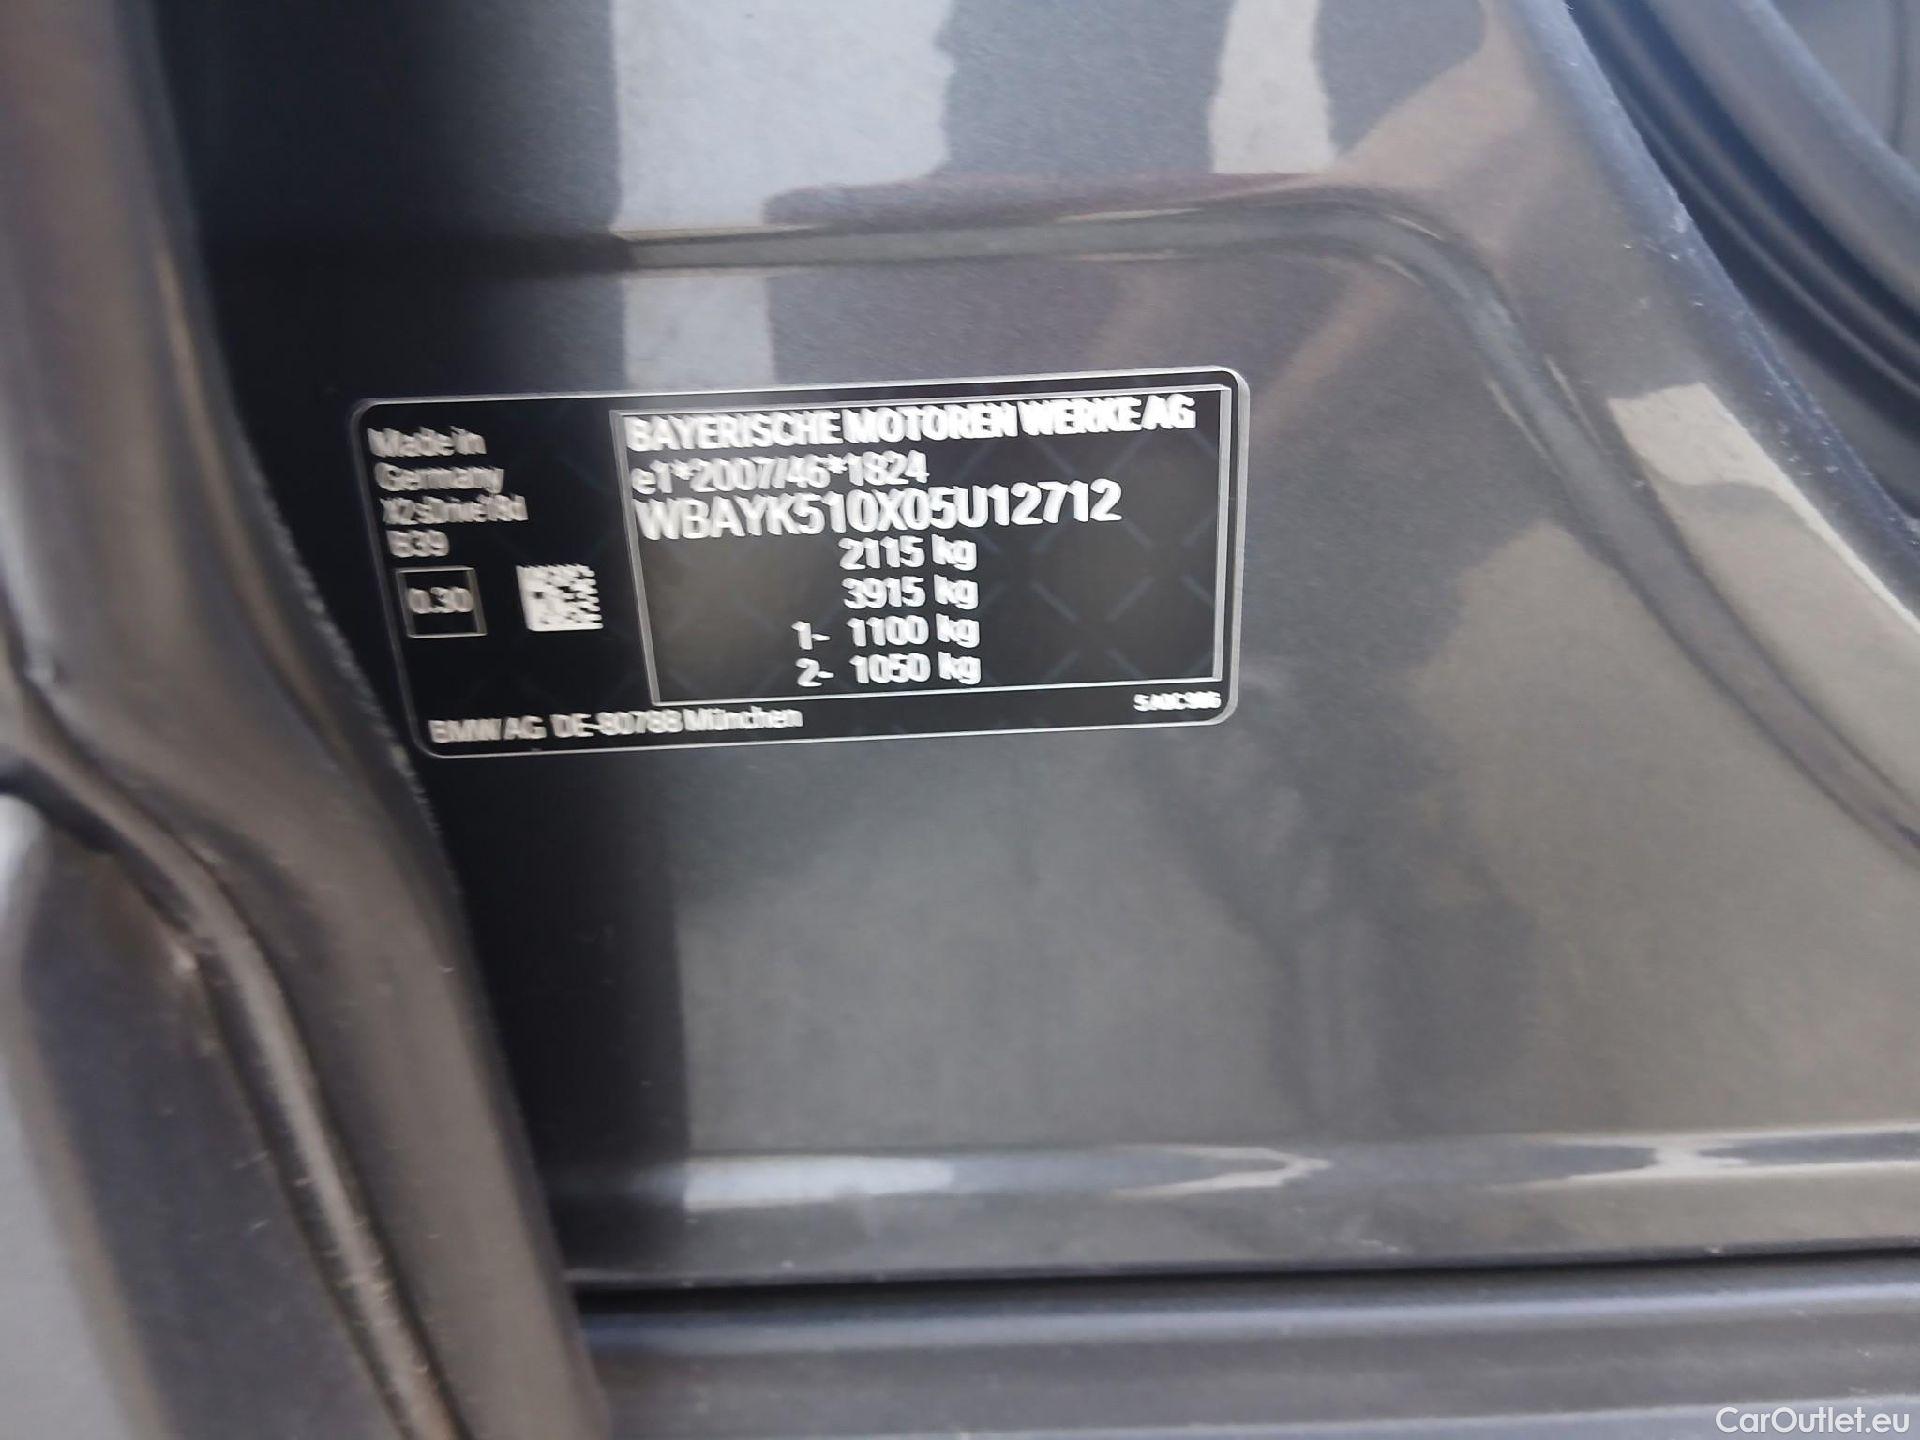 Made in
Germany
X2 sDrive18d
B39
0.30
BAYERISCHE MOTOREN WERKE AG
e1*2007/46*1824
WBAYK510X05U12712
2115 kg
3915 kg
1- 1100 kg
2- 1050 kg
BMW AG DE-80788 München
CarOutlet.eu